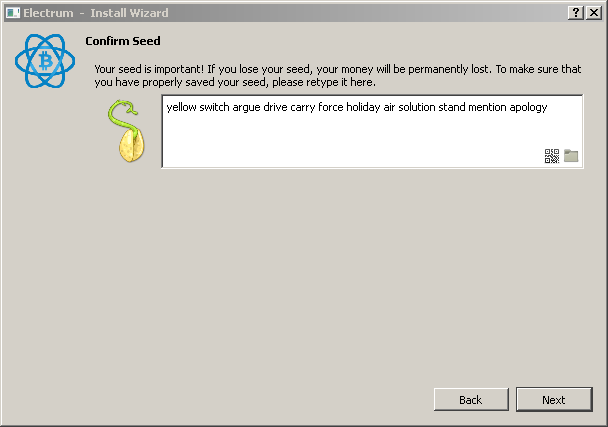 Electrum - Install Wizard
Confirm Seed
Your seed is important! If you lose your seed, your money will be permanently lost. To make sure that
you have properly saved your seed, please retype it here.
yellow switch argue drive carry force holiday air solution stand mention apology
Back
Next